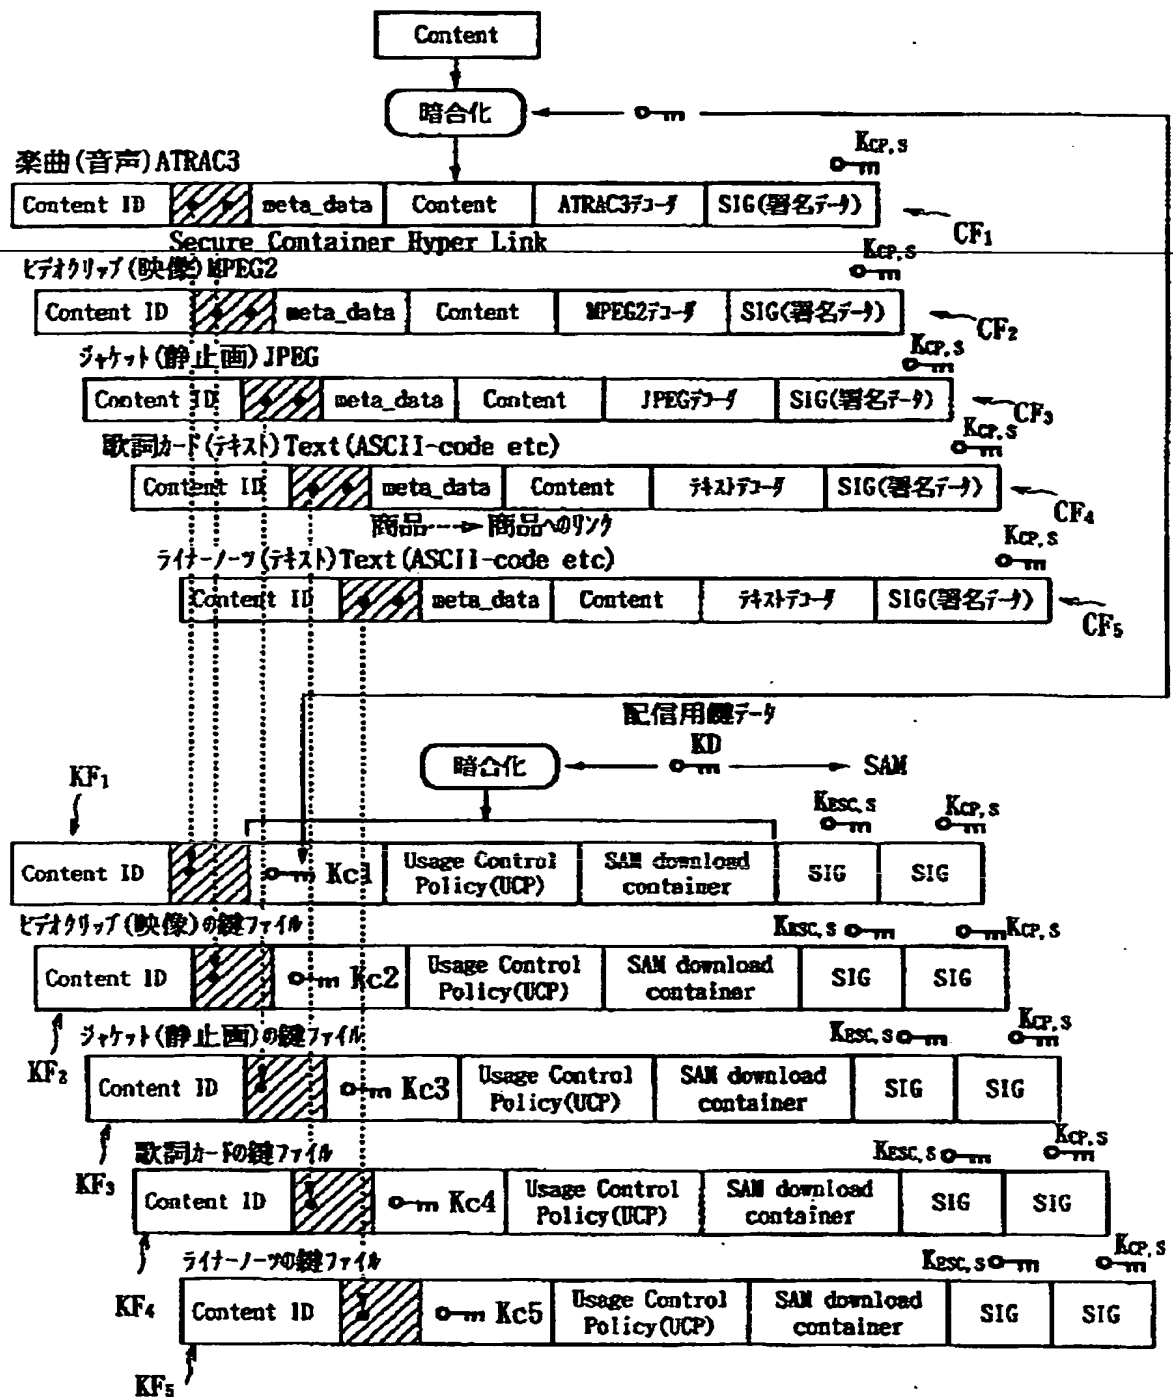 Content
暗合化
KCP,S
楽曲(音声)ATRAC3
Content ID meta_data Content ATRAC3デコーダ SIG(署名データ)
CF1
Secure Container Hyper Link
KCP,S
ビデオクリップ(映像)MPEG2
Content ID meta_data Content MPEG2デコーダ SIG(署名データ)
CF2
ジャケット(静止画)JPEG
KCP,S
Content ID meta_data Content JPEGデコーダ SIG(署名データ)
CF3
歌詞カード(テキスト)Text(ASCII-code etc)
KCP,S
Content ID meta_data Content テキストデコーダ SIG(署名データ)
CF4
商品---→商品へのリンク
KCP,S
ライナーノーツ(テキスト)Text(ASCII-code etc)
Content ID meta_data Content テキストデコーダ SIG(署名データ)
CF5
配信用鍵データ
KD
暗合化
SAM
KF1
KESC,S KCP,S
Content ID Kc1 Usage Control Policy(UCP) SAM download container SIG SIG
ビデオクリップ(映像)の鍵ファイル
KESC,S KCP,S
Content ID Kc2 Usage Control Policy(UCP) SAM download container SIG SIG
KF2
ジャケット(静止画)の鍵ファイル
KESC,S KCP,S
Content ID Kc3 Usage Control Policy(UCP) SAM download container SIG SIG
KF3
歌詞カードの鍵ファイル
KESC,S KCP,S
Content ID Kc4 Usage Control Policy(UCP) SAM download container SIG SIG
KF4
ライナーノーツの鍵ファイル
KESC,S KCP,S
Content ID Kc5 Usage Control Policy(UCP) SAM download container SIG SIG
KF5